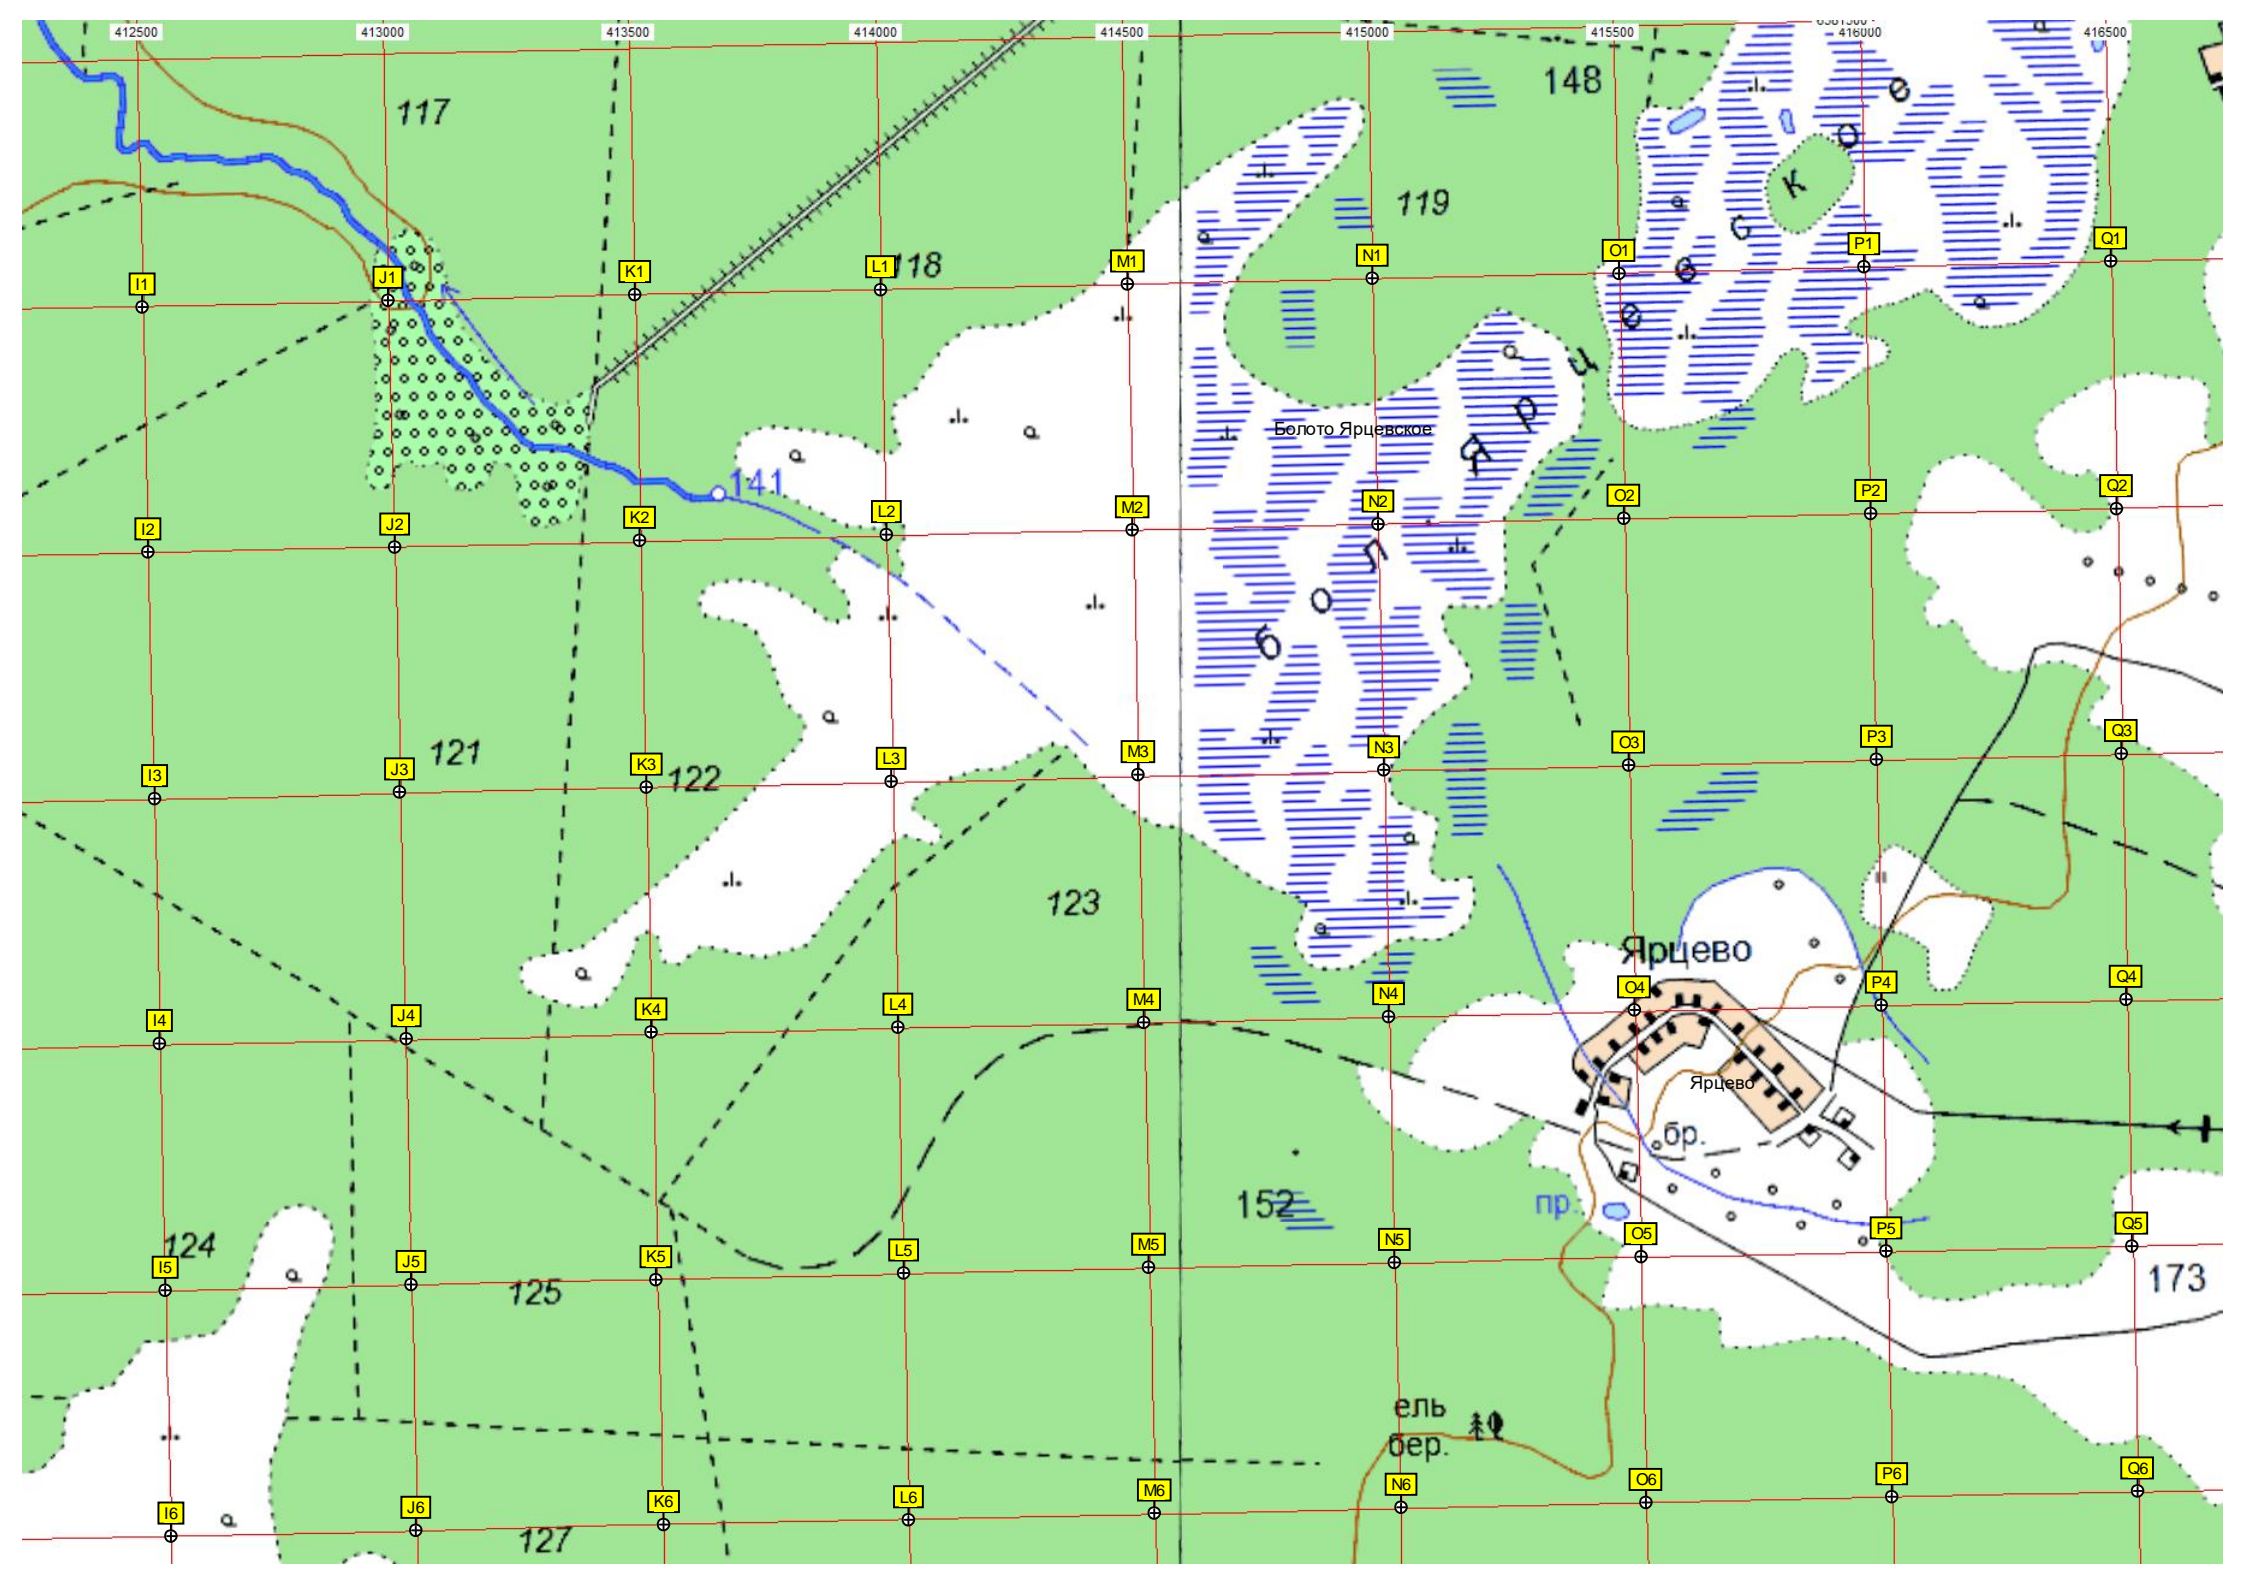 412500 413000 413500 414000 414500 415000 415500 416000 416500
117
148
119
118
I1 J1 K1 L1 M1 N1 O1 P1 Q1
Болото Ярцевское
141
б о л Я р ц е в с к о е
I2 J2 K2 L2 M2 N2 O2 P2 Q2
121
122
I3 J3 K3 L3 M3 N3 O3 P3 Q3
123
Ярцево
I4 J4 K4 L4 M4 N4 O4 P4 Q4
Ярцево
бр.
152
пр.
124
I5 J5 K5 L5 M5 N5 O5 P5 Q5
125
173
ель
бер.
I6 J6 K6 L6 M6 N6 O6 P6 Q6
127